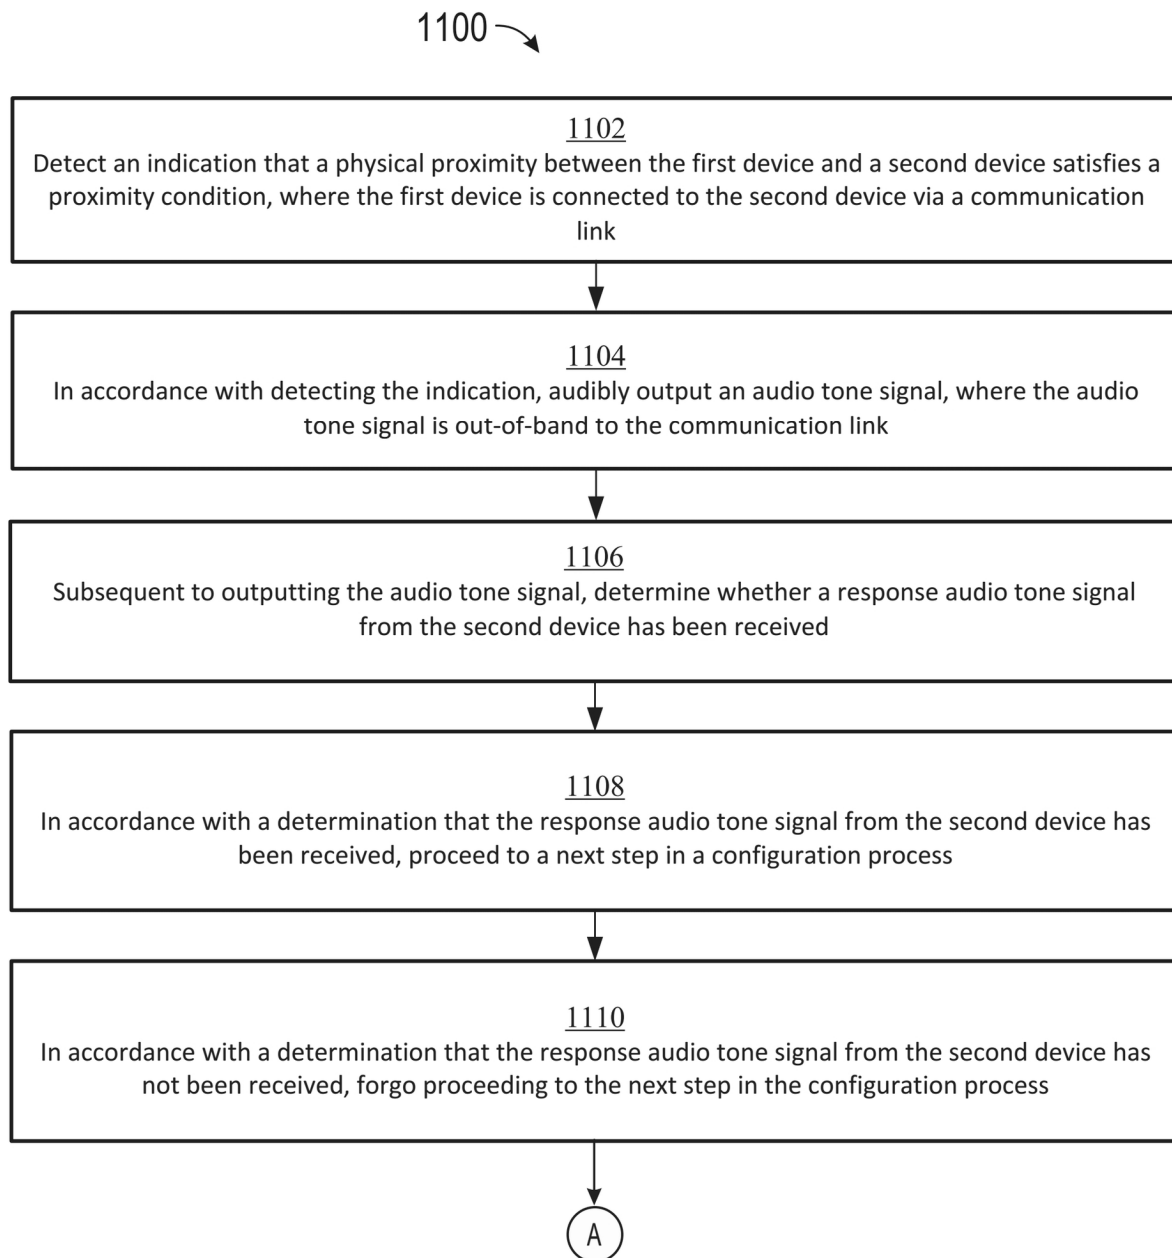 1100
1102
Detect an indication that a physical proximity between the first device and a second device satisfies a
proximity condition, where the first device is connected to the second device via a communication
link
1104
In accordance with detecting the indication, audibly output an audio tone signal, where the audio
tone signal is out-of-band to the communication link
1106
Subsequent to outputting the audio tone signal, determine whether a response audio tone signal
from the second device has been received
1108
In accordance with a determination that the response audio tone signal from the second device has
been received, proceed to a next step in a configuration process
1110
In accordance with a determination that the response audio tone signal from the second device has
not been received, forgo proceeding to the next step in the configuration process
A